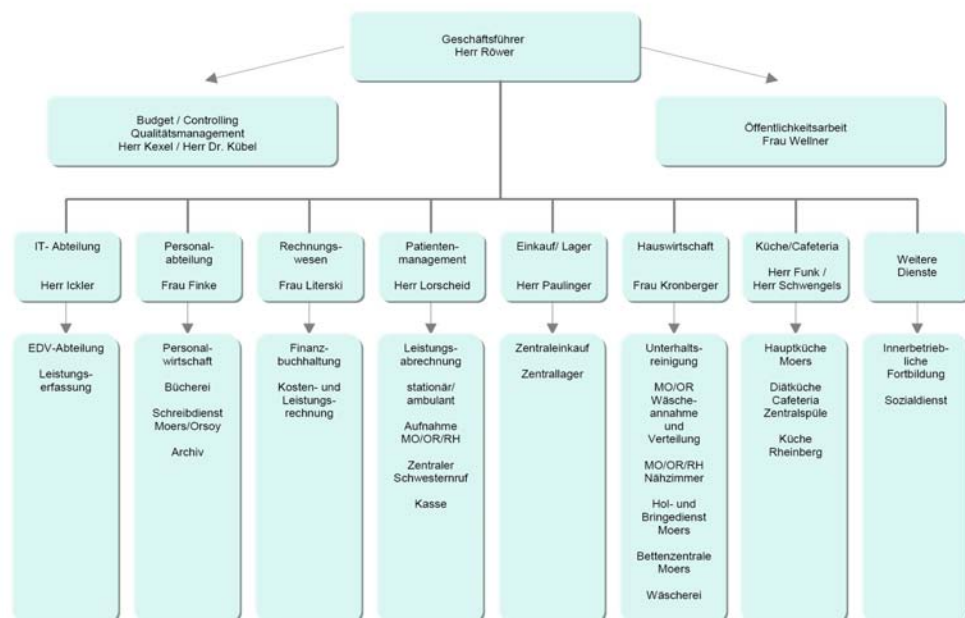 Geschäftsführer
Herr Röwer
Budget / Controlling
Qualitätsmanagement
Herr Kexel / Herr Dr. Kübel
Öffentlichkeitsarbeit
Frau Wellner
IT- Abteilung
Herr Ickler
Personal-
abteilung
Frau Finke
Rechnungs-
wesen
Frau Literski
Patienten-
management
Herr Lorscheid
Einkauf/ Lager
Herr Paulinger
Hauswirtschaft
Frau Kronberger
Küche/Cafeteria
Herr Funk /
Herr Schwengels
Weitere
Dienste
EDV-Abteilung
Leistungs-
erfassung
Personal-
wirtschaft
Bücherei
Schreibdienst
Moers/Orsoy
Archiv
Finanz-
buchhaltung
Kosten- und
Leistungs-
rechnung
Leistungs-
abrechnung
stationär/
ambulant
Aufnahme
MO/OR/RH
Zentraler
Schwesternruf
Kasse
Zentraleinkauf
Zentrallager
Unterhalts-
reinigung
MO/OR
Wäsche-
annahme
und
Verteilung
MO/OR/RH
Nähzimmer
Hol- und
Bringedienst
Moers
Bettenzentrale
Moers
Wäscherei
Hauptküche
Moers
Diätküche
Cafeteria
Zentralspüle
Küche
Rheinberg
Innerbetrieb-
liche
Fortbildung
Sozialdienst